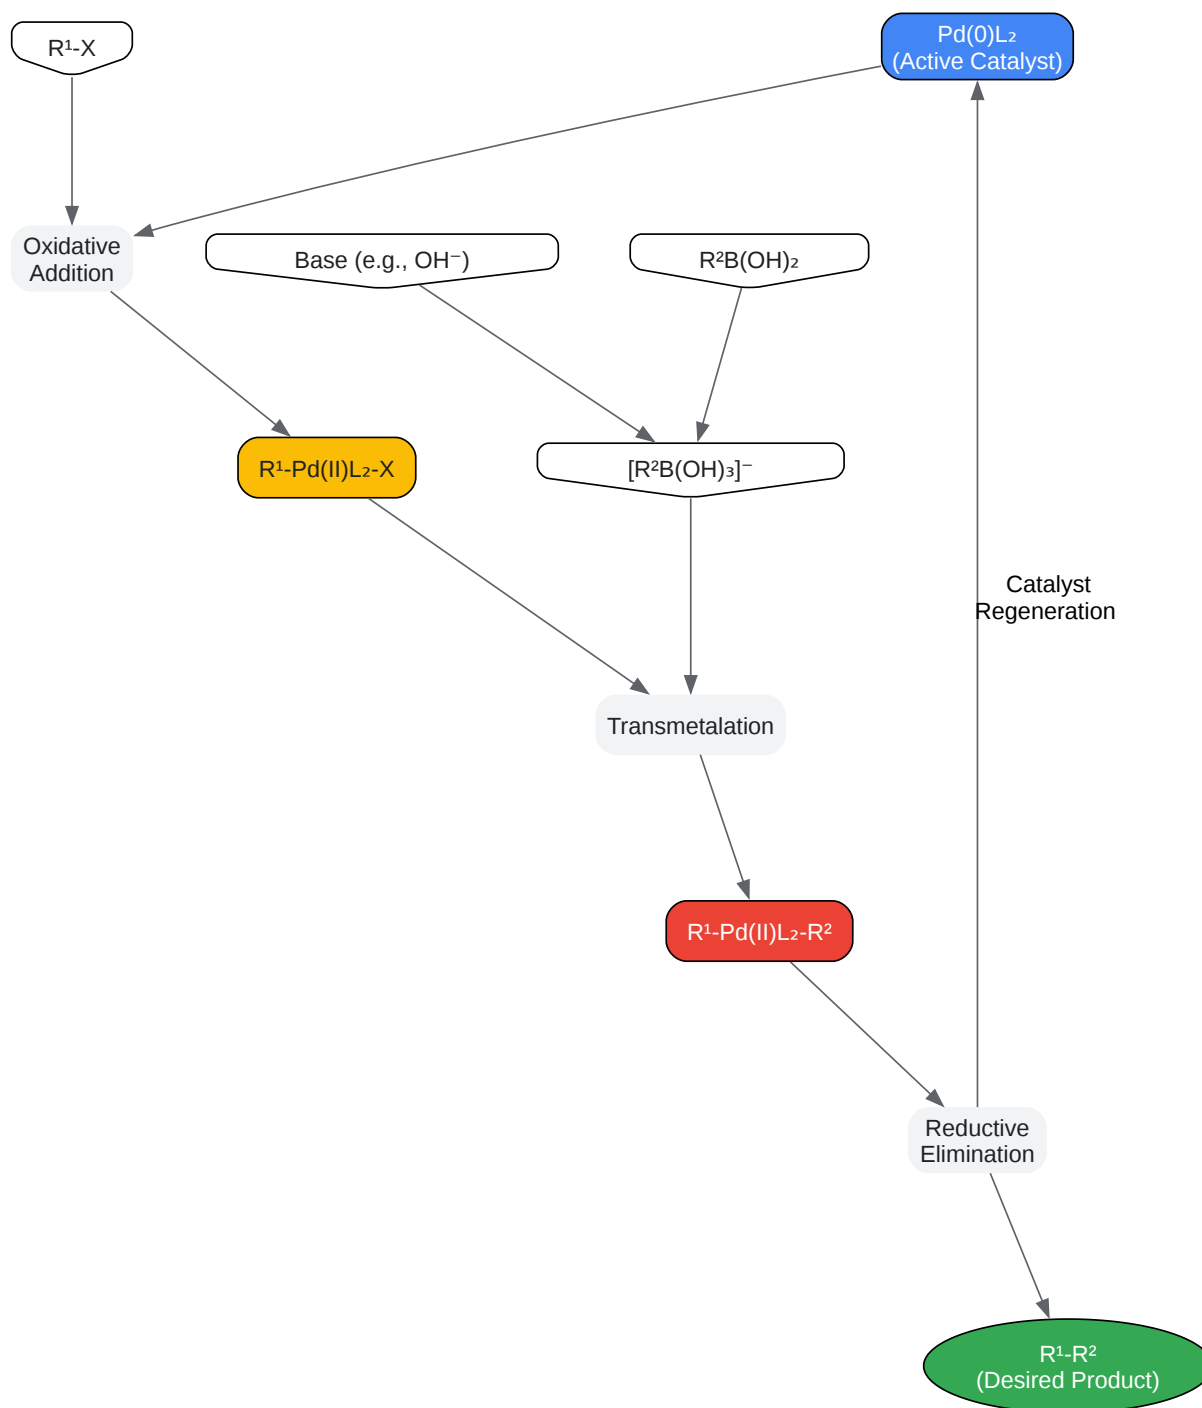 R¹-X
Pd(0)L₂
(Active Catalyst)
Oxidative
Addition
Base (e.g., OH⁻)
R²B(OH)₂
R¹-Pd(II)L₂-X
[R²B(OH)₃]⁻
Catalyst
Regeneration
Transmetalation
R¹-Pd(II)L₂-R²
Reductive
Elimination
R¹-R²
(Desired Product)